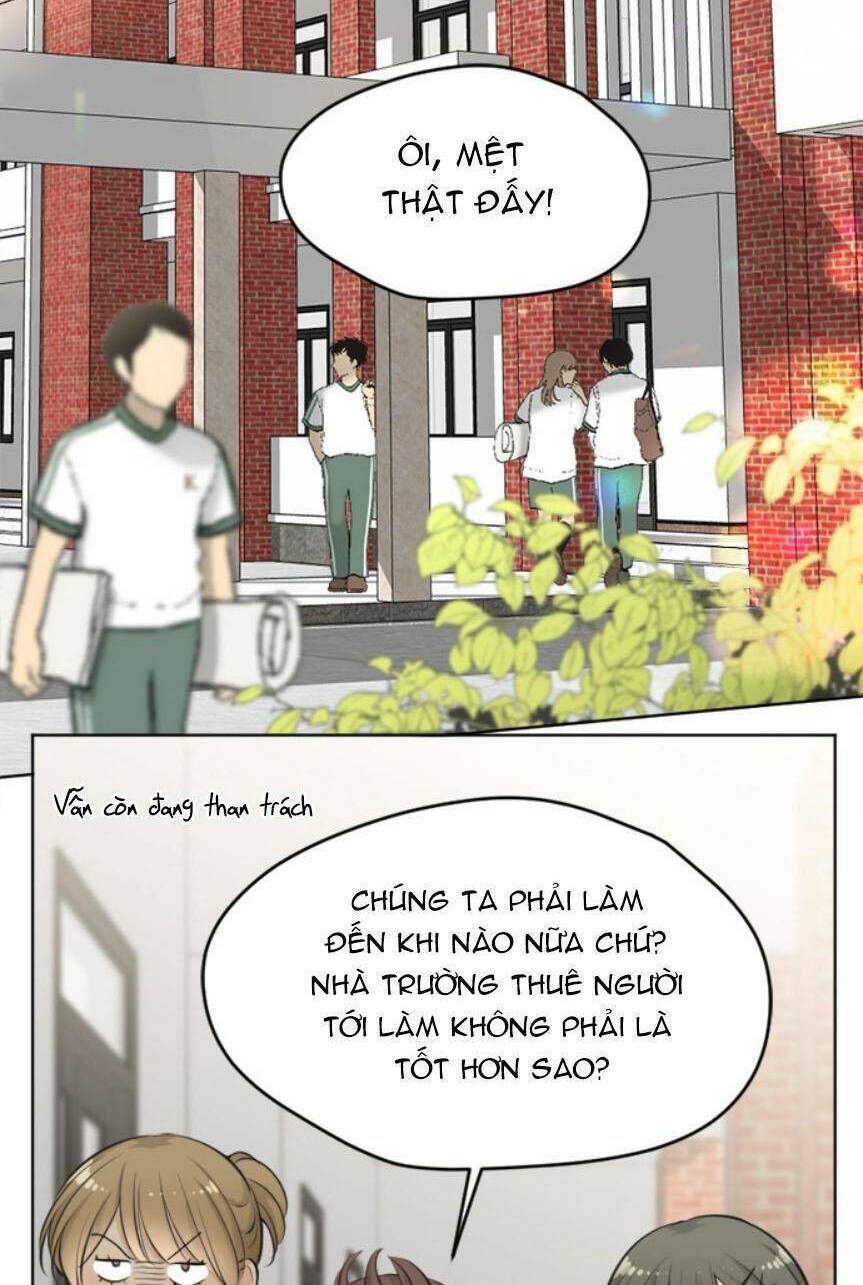 ÔI, MỆT
THẬT ĐẤY!
K
Vẫn còn đang than trách
CHÚNG TA PHẢI LÀM
ĐẾN KHI NÀO NỮA CHỨ?
NHÀ TRƯỜNG THUÊ NGƯỜI
TỚI LÀM KHÔNG PHẢI LÀ
TỐT HƠN SAO?